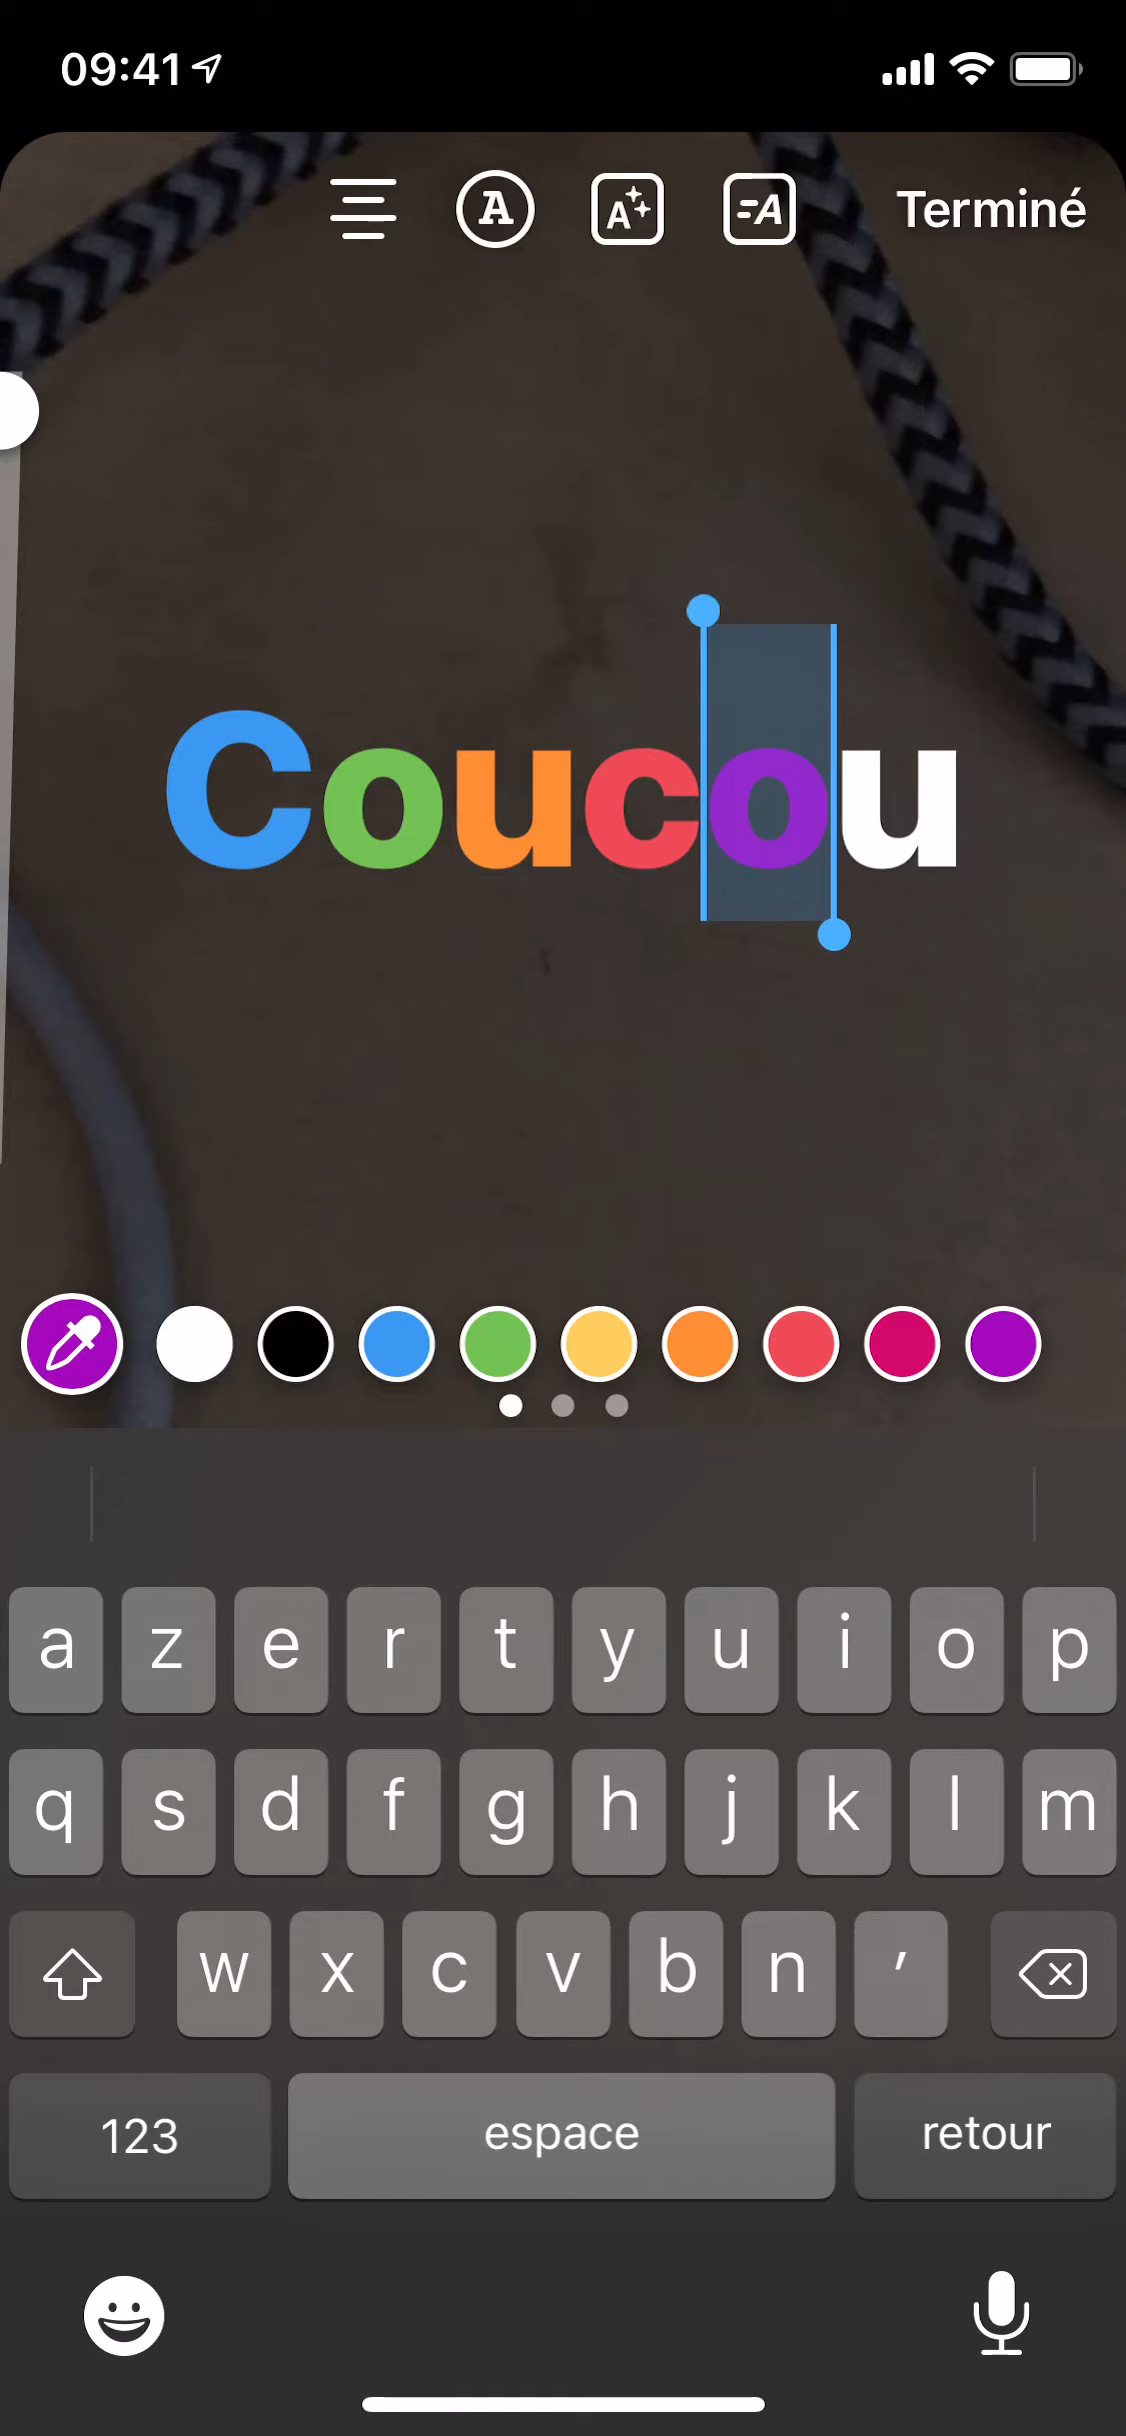 09:41
Terminé
Coucou
a z e r t y u i o p
q s d f g h j k l m
w x c v b n ′
123 espace retour